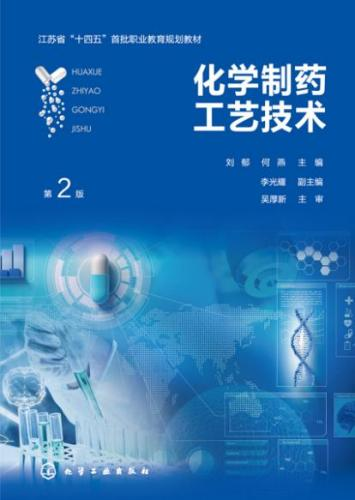 江苏省“十四五”首批职业教育规划教材
HUAXUE
ZHIYAO
GONGYI
JISHU
化学制药
工艺技术
刘郁 何燕 主编
李光耀 副主编
吴厚新 主审
第2版
化学工业出版社